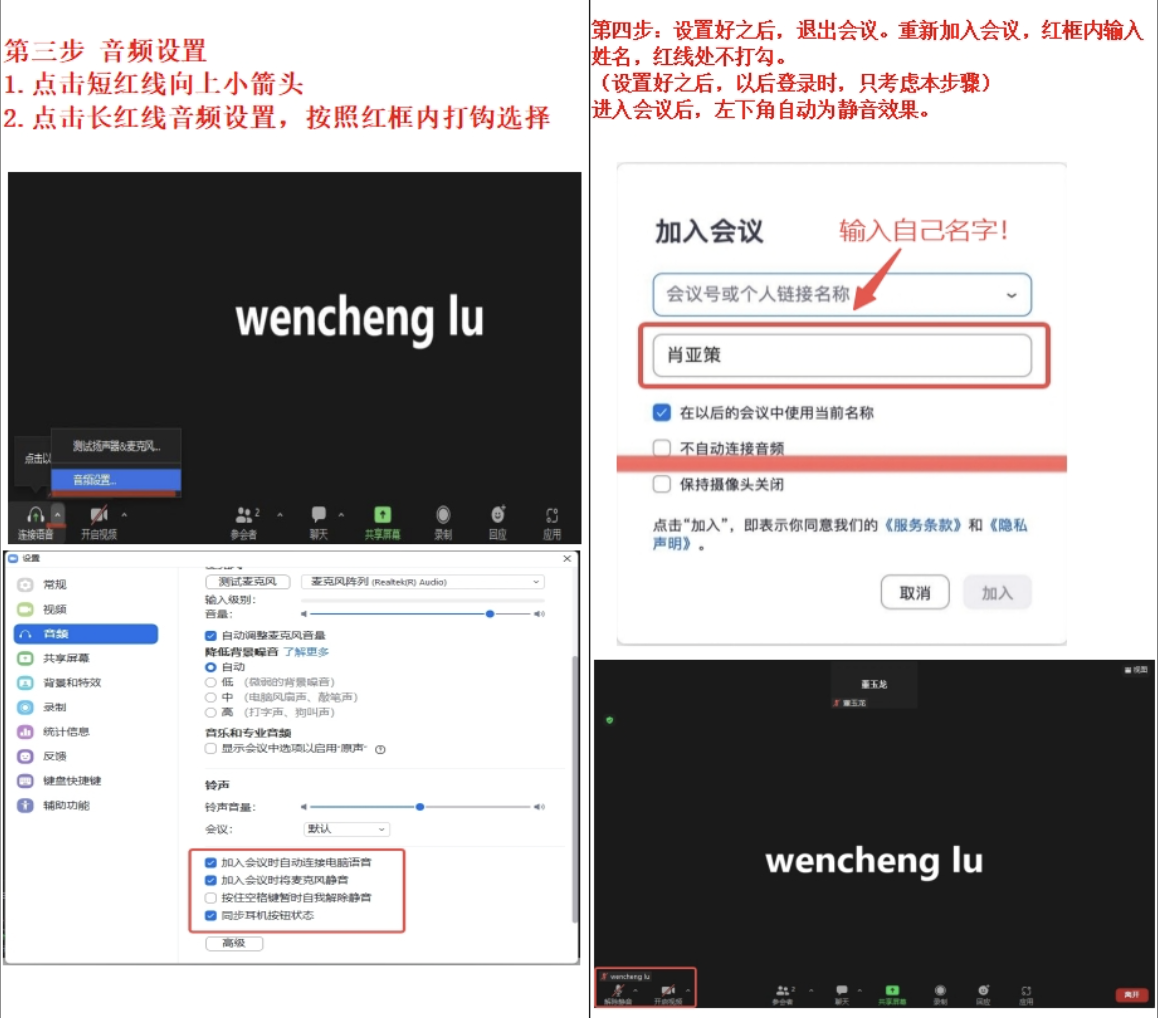 第三步 音频设置
1.点击短红线向上小箭头
2.点击长红线音频设置，按照红框内打钩选择
wencheng lu
测试扬声器&麦克风...
点击以
音频设置...
连接语音
开启视频
2
参会者
聊天
共享屏幕
录制
回应
应用
设置
常规
视频
音频
共享屏幕
背景和特效
录制
统计信息
反馈
键盘快捷键
辅助功能
测试麦克风
麦克风阵列 (Realtek(R) Audio)
输入级别：
音量：
自动调整麦克风音量
降低背景噪音 了解更多
自动
低 （微弱的背景噪音）
中 （电脑风扇声、敲笔声）
高 （打字声、狗叫声）
音乐和专业音频
显示会议中选项以启用"原声"
铃声
铃声音量：
会议：
默认
加入会议时自动连接电脑语音
加入会议时将麦克风静音
按住空格键暂时自我解除静音
同步耳机按钮状态
高级
第四步：设置好之后，退出会议。重新加入会议，红框内输入
姓名，红线处不打勾。
（设置好之后，以后登录时，只考虑本步骤）
进入会议后，左下角自动为静音效果。
加入会议
输入自己名字！
会议号或个人链接名称
肖亚策
在以后的会议中使用当前名称
不自动连接音频
保持摄像头关闭
点击“加入”，即表示你同意我们的《服务条款》和《隐私
声明》。
取消
加入
董玉龙
董玉龙
视图
wencheng lu
wencheng lu
解除静音
开启视频
2
参会者
聊天
共享屏幕
录制
回应
应用
离开